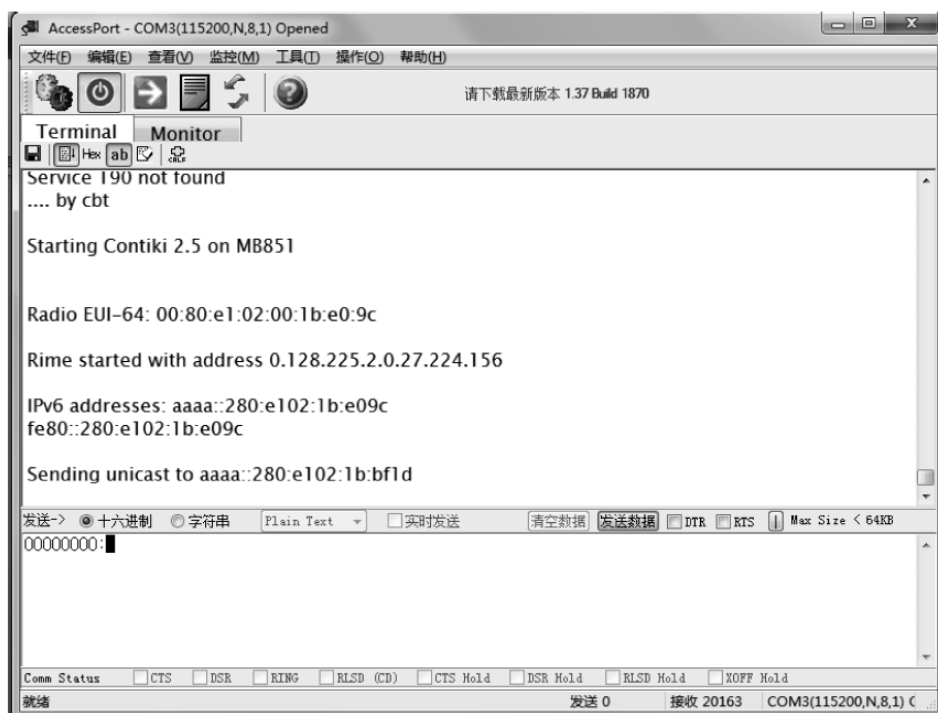 AccessPort - COM3(115200,N,8,1) Opened
文件(F) 编辑(E) 查看(V) 监控(M) 工具(T) 操作(O) 帮助(H)
请下载最新版本 1.37 Build 1870
Terminal Monitor
Hex ab CRLF
Service 190 not found
.... by cbt
Starting Contiki 2.5 on MB851
Radio EUI-64: 00:80:e1:02:00:1b:e0:9c
Rime started with address 0.128.225.2.0.27.224.156
IPv6 addresses: aaaa::280:e102:1b:e09c
fe80::280:e102:1b:e09c
Sending unicast to aaaa::280:e102:1b:bf1d
发送-> 十六进制 字符串 Plain Text 实时发送 清空数据 发送数据 DTR RTS Max Size < 64KB
00000000:
Comm Status CTS DSR RING RLSD (CD) CTS Hold DSR Hold RLSD Hold XOFF Hold
就绪 发送 0 接收 20163 COM3(115200,N,8,1) C